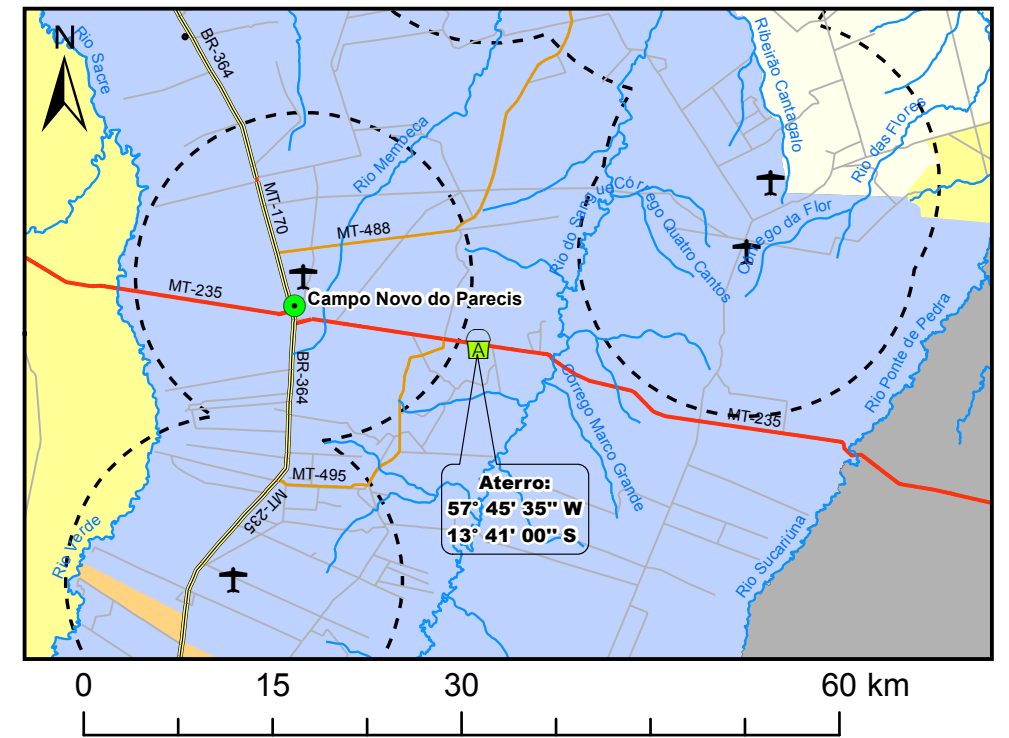 N
Rio Sacre
BR-364
Ribeirão Cantagalo
Rio das Flores
Rio Membeca
MT-170
MT-488
Rio do Sangue
Córrego Quatro Cantos
Córrego da Flor
MT-235
Campo Novo do Parecis
Rio Ponte de Pedra
A
BR-364
Córrego Marco Grande
MT-235
MT-495
Aterro:
57° 45' 35" W
13° 41' 00" S
MT-235
Rio Verde
Rio Sucariúna
0 15 30 60 km